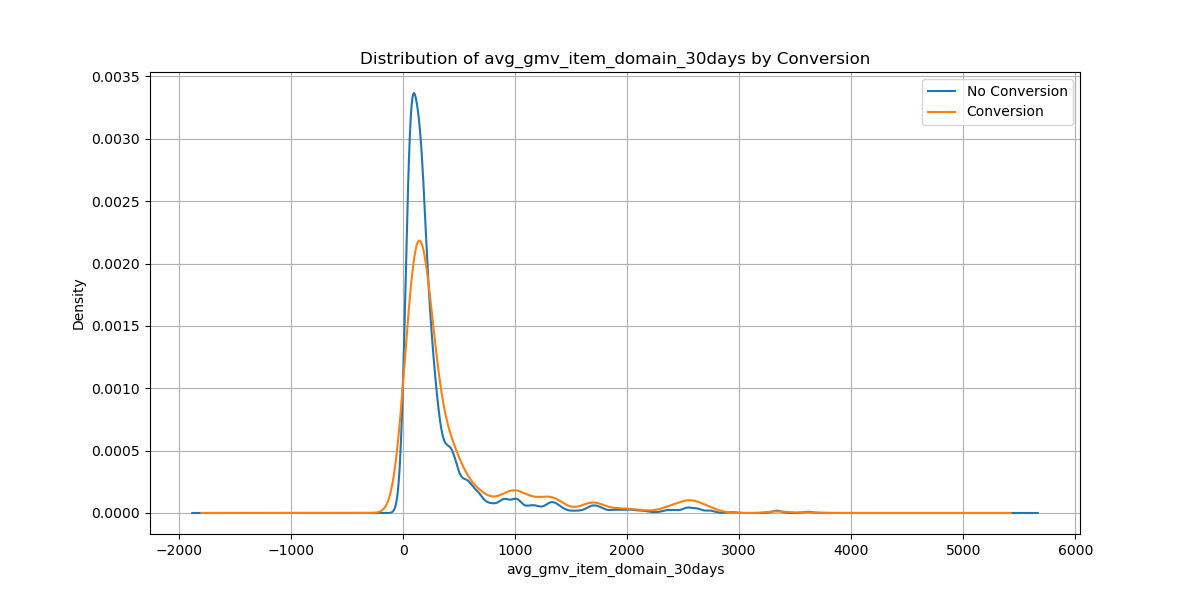 Distribution of avg_gmv_item_domain_30days by Conversion
No Conversion
Conversion
Density
0.0035
0.0030
0.0025
0.0020
0.0015
0.0010
0.0005
0.0000
−2000 −1000 0 1000 2000 3000 4000 5000 6000
avg_gmv_item_domain_30days